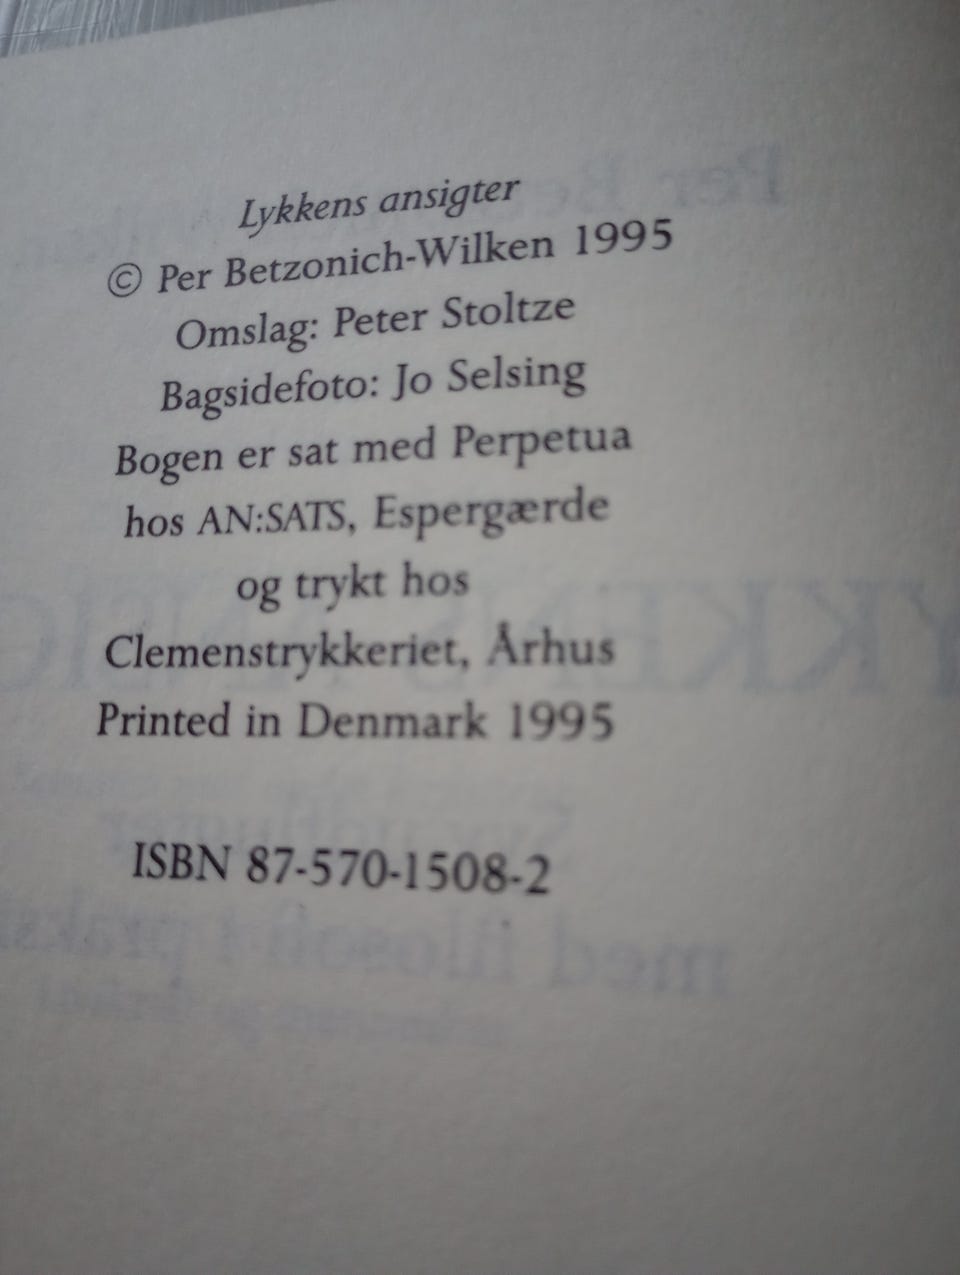 Lykkens ansigter
© Per Betzonich-Wilken 1995
Omslag: Peter Stoltze
Bagsidefoto: Jo Selsing
Bogen er sat med Perpetua
hos AN:SATS, Espergærde
og trykt hos
Clemenstrykkeriet, Århus
Printed in Denmark 1995
ISBN 87-570-1508-2